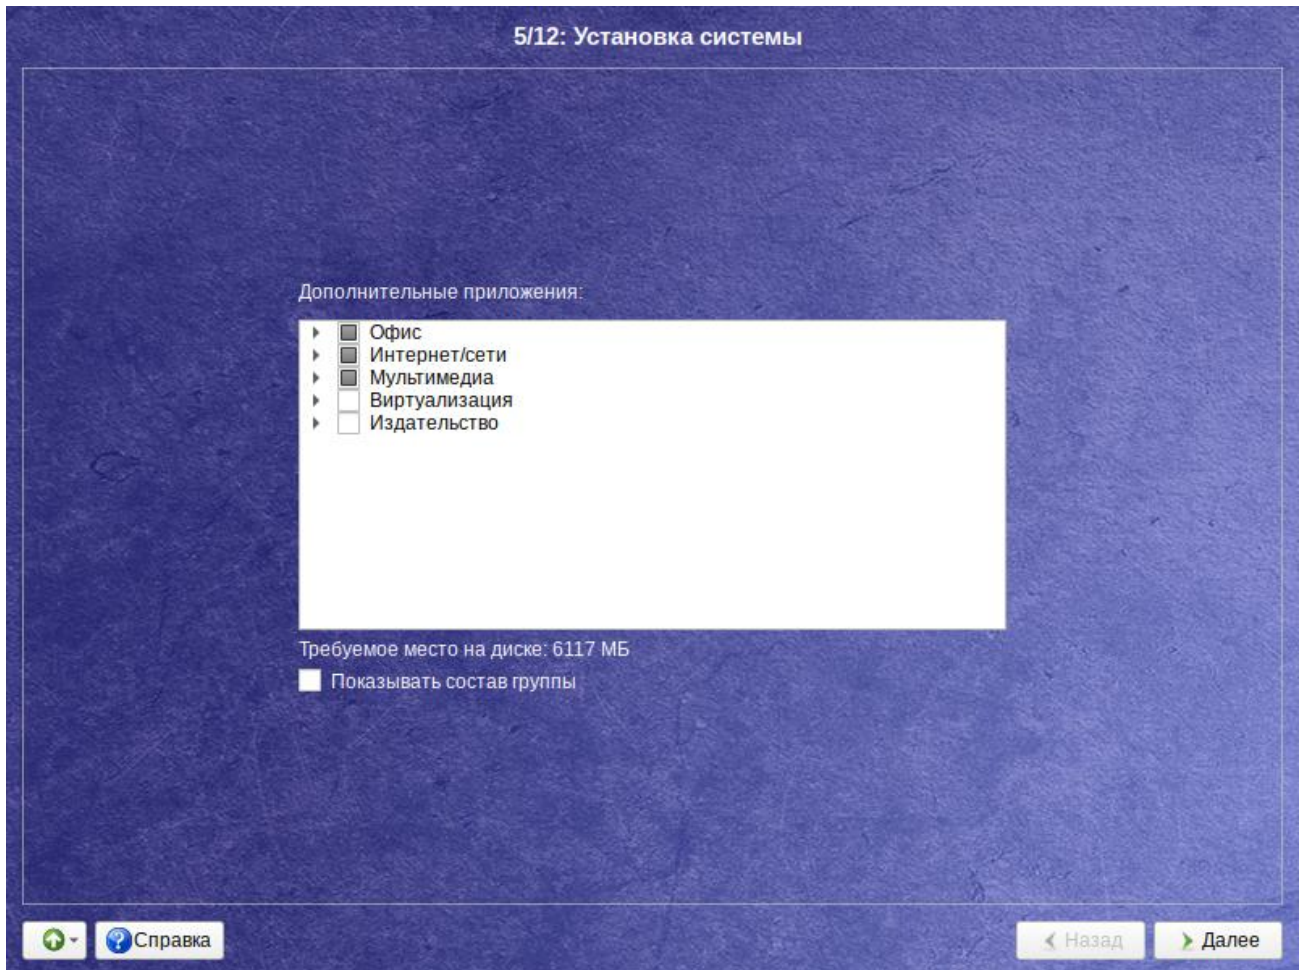 5/12: Установка системы
Дополнительные приложения:
Офис
Интернет/сети
Мультимедиа
Виртуализация
Издательство
Требуемое место на диске: 6117 МБ
Показывать состав группы
Справка
Назад
Далее